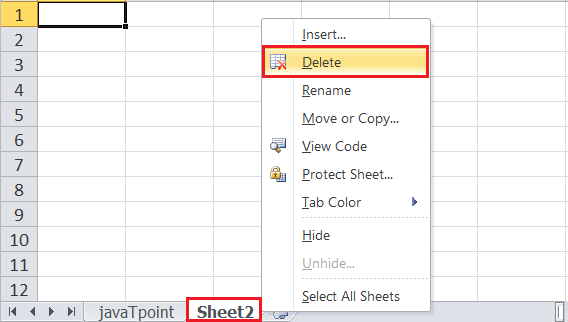 1
2
3
4
5
6
7
8
9
10
11
12
Insert...
Delete
Rename
Move or Copy...
View Code
Protect Sheet...
Tab Color
Hide
Unhide...
Select All Sheets
javaTpoint Sheet2